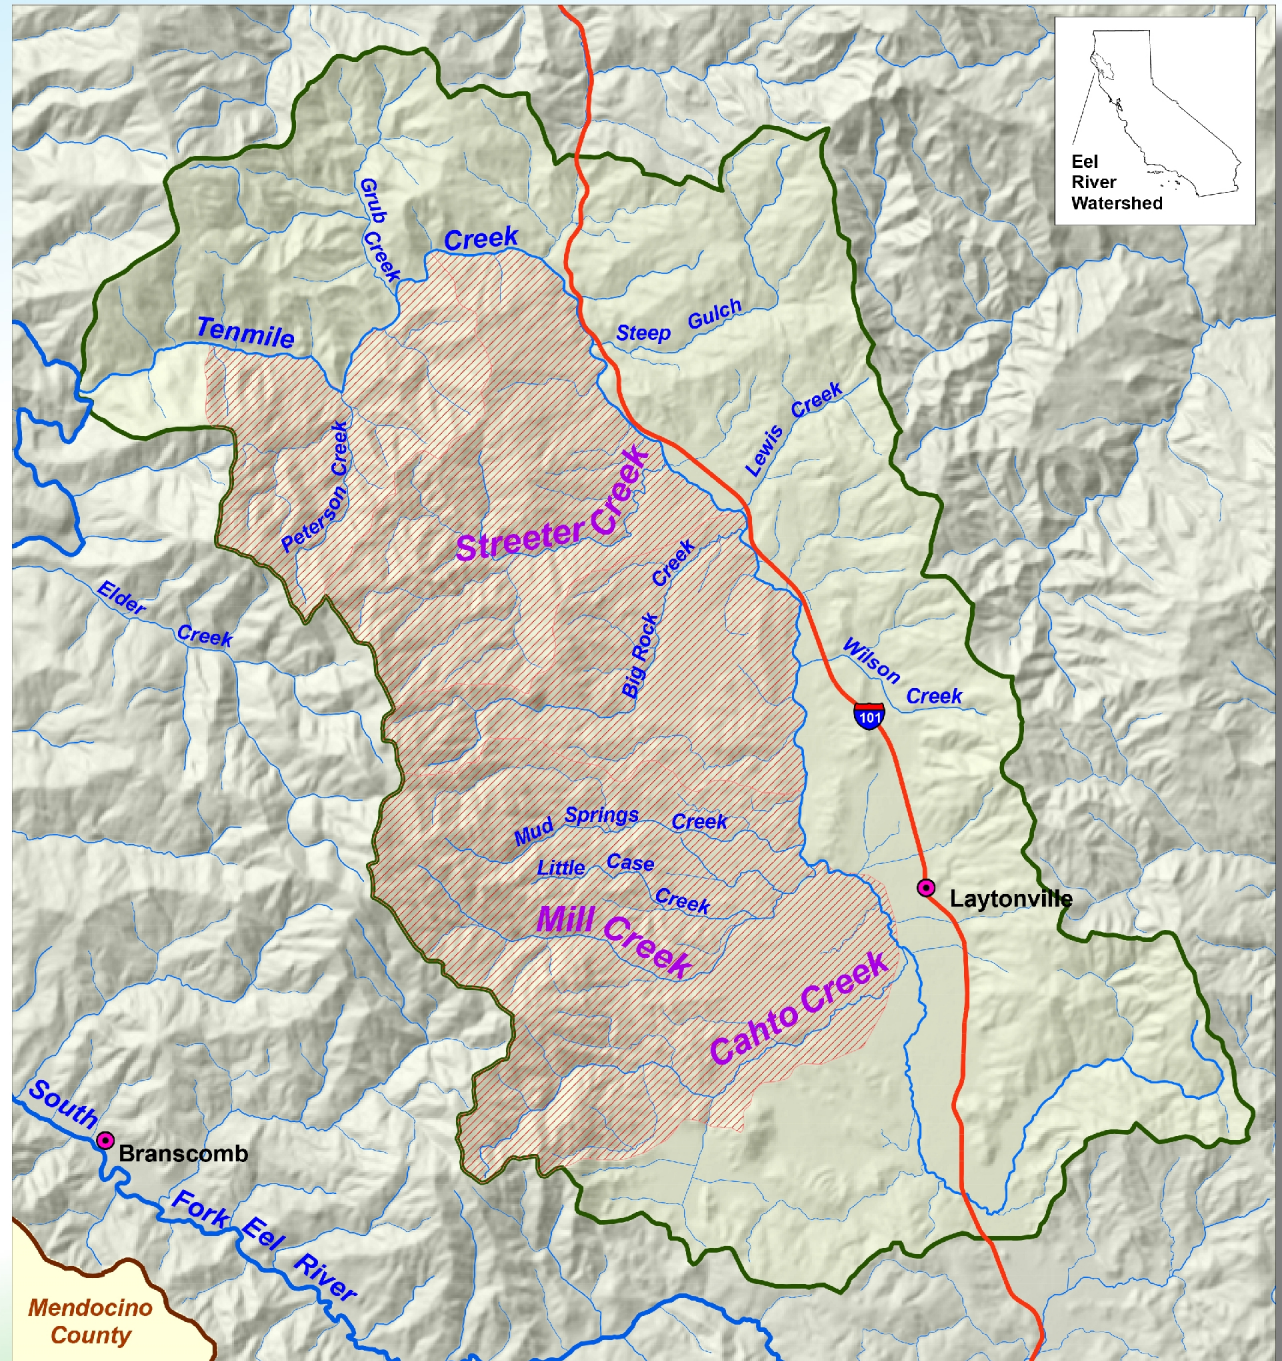 Eel
River
Watershed
Grub Creek
Creek
Tenmile
Steep Gulch
Lewis Creek
Peterson Creek
Streeter Creek
Big Rock Creek
Elder Creek
Wilson Creek
101
Mud Springs Creek
Little Case Creek
Laytonville
Mill Creek
Cahto Creek
South
Branscomb
Fork Eel River
Mendocino
County